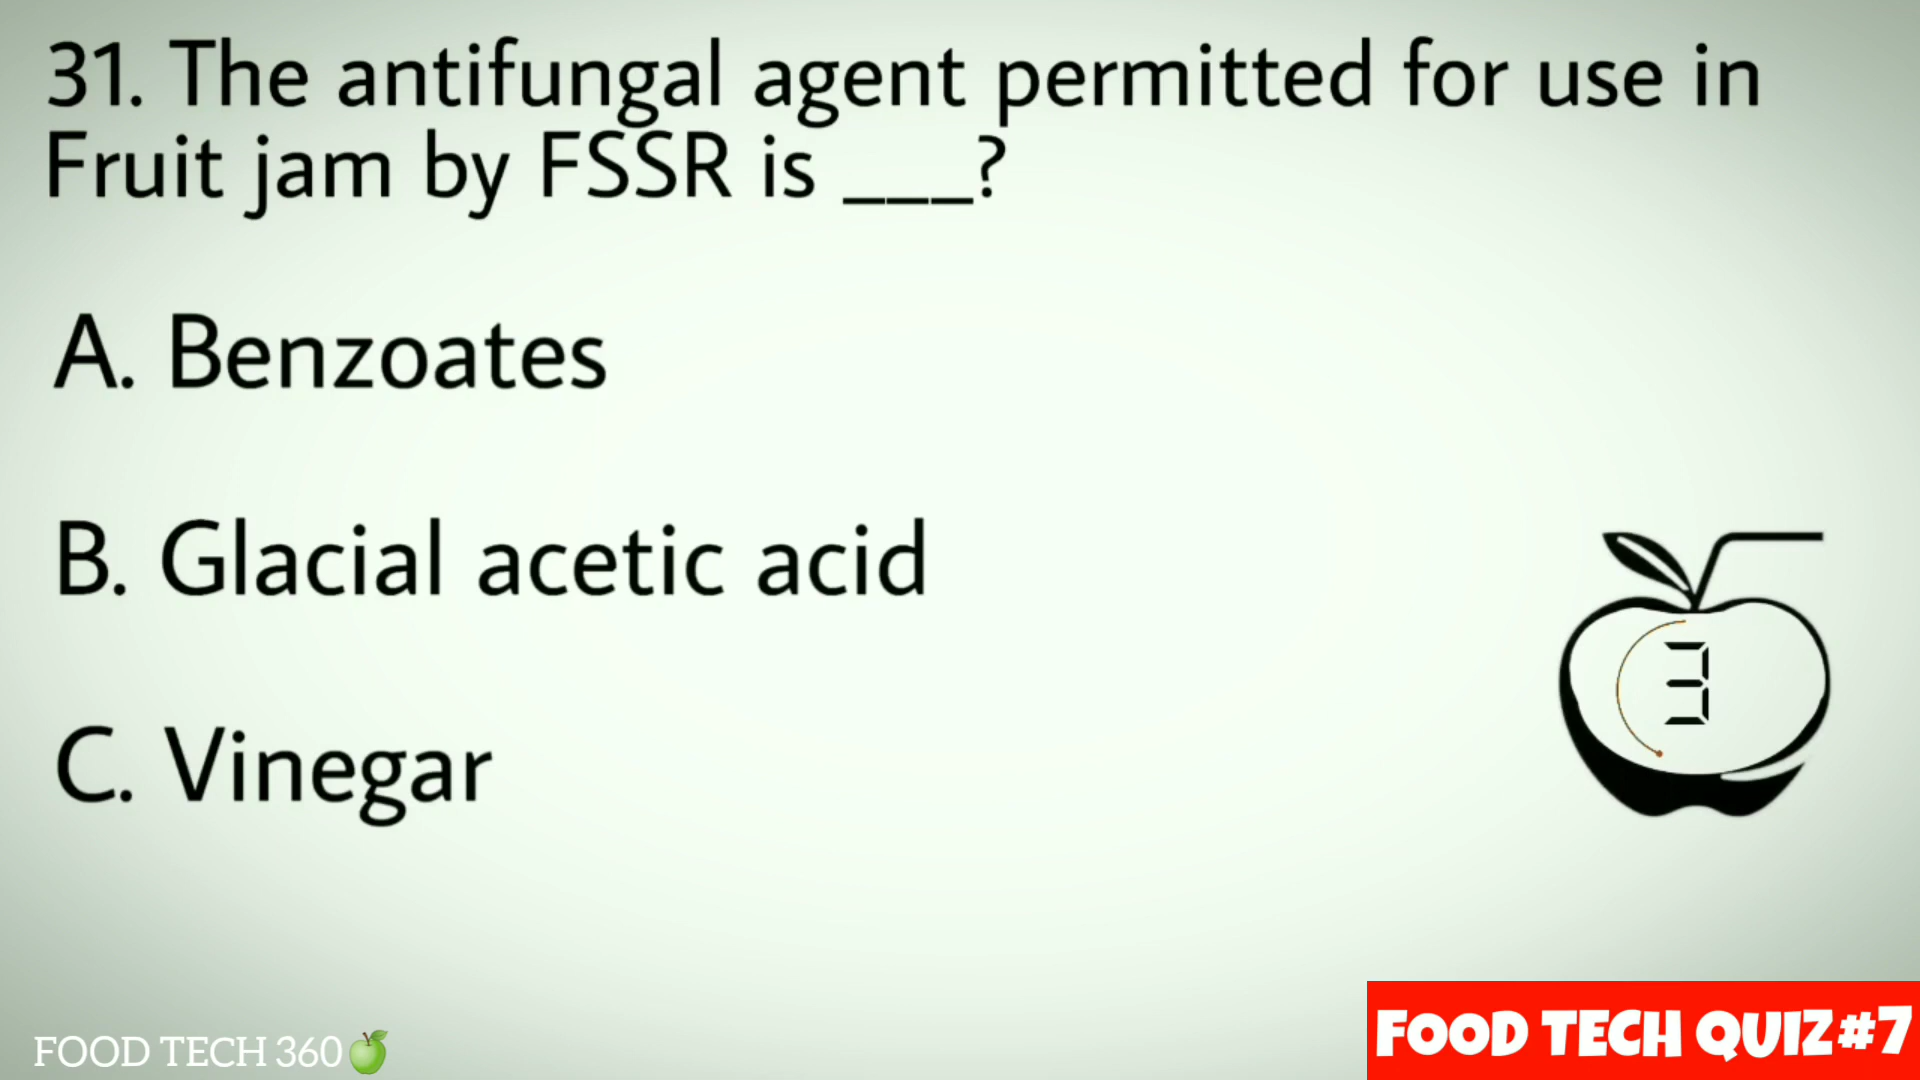 31. The antifungal agent permitted for use in
Fruit jam by FSSR is ___?
A. Benzoates
B. Glacial acetic acid
C. Vinegar
3
FOOD TECH 360
FOOD TECH QUIZ#7